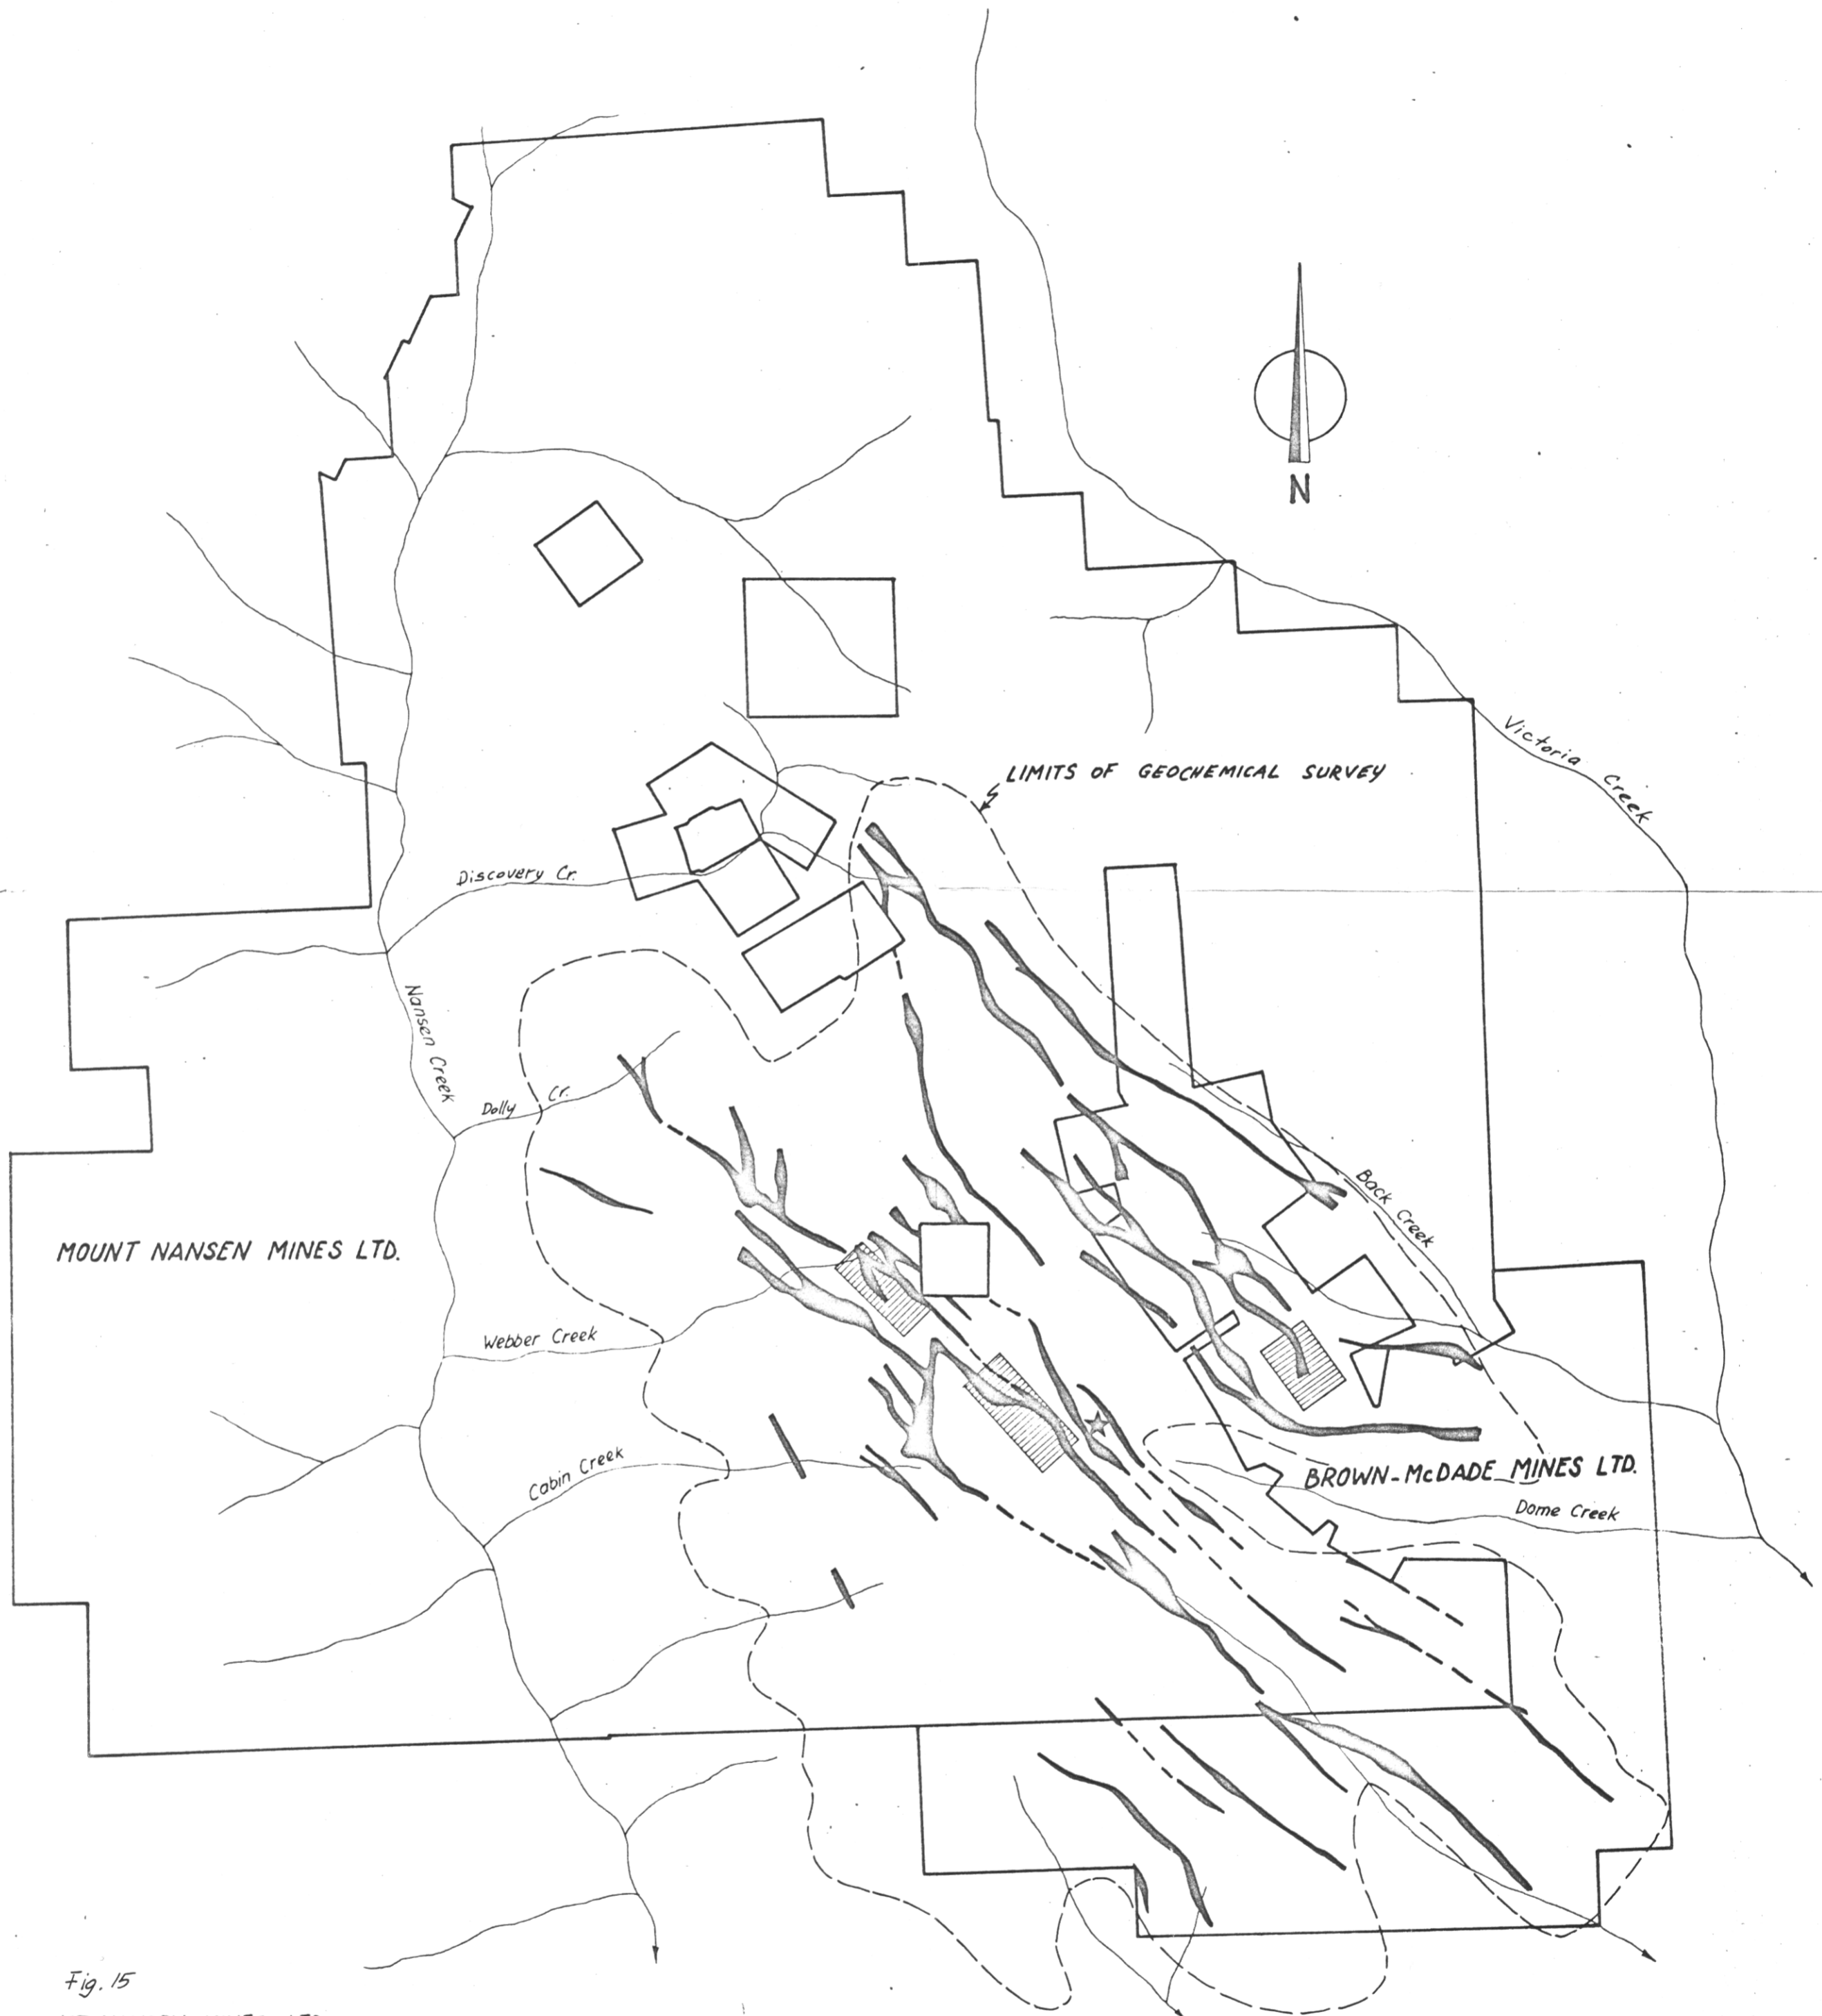 N
Victoria Creek
LIMITS OF GEOCHEMICAL SURVEY
Discovery Cr.
Nansen Creek
Dolly Cr.
Back Creek
MOUNT NANSEN MINES LTD.
Webber Creek
Cabin Creek
BROWN-McDADE MINES LTD.
Dome Creek
Fig. 15